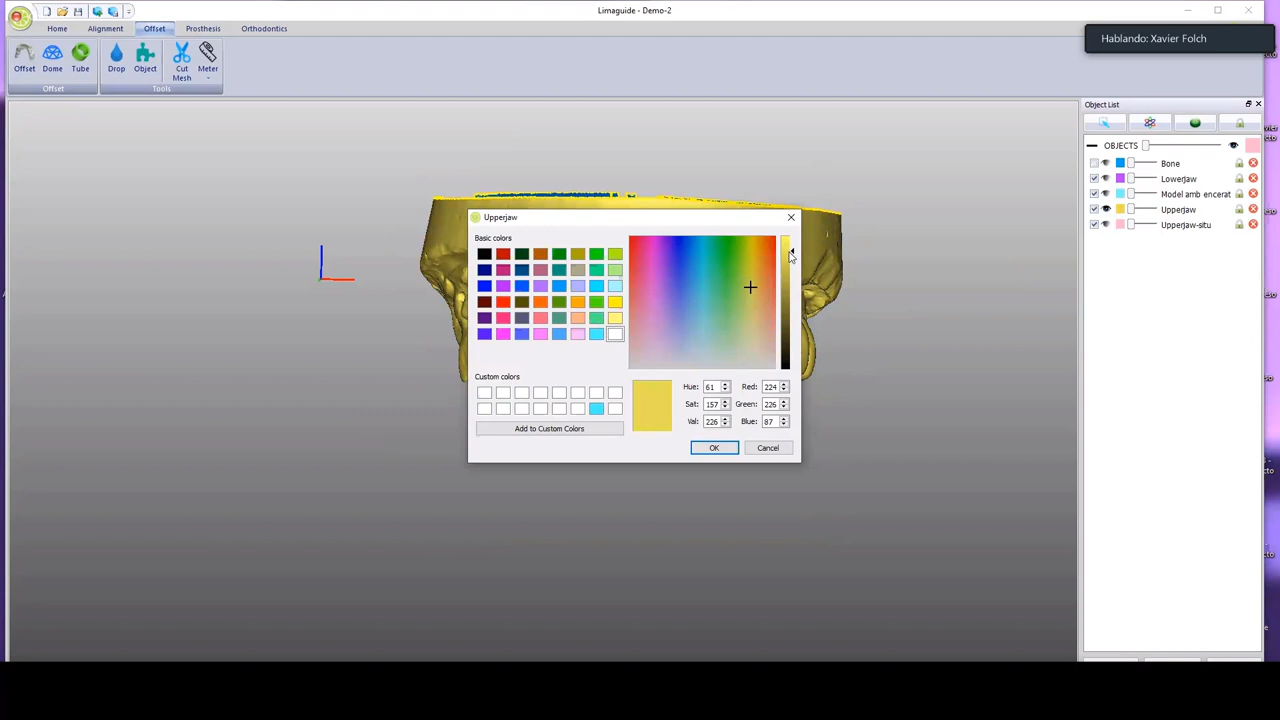 Limaguide - Demo-2
Hablando: Xavier Folch
Home Alignment Offset Prosthesis Orthodontics
Offset Dome Tube Drop Object Cut Mesh Meter
Offset Tools
Object List
OBJECTS
Bone
Lowerjaw
Model amb encerat
Upperjaw
Upperjaw-situ
Upperjaw
Basic colors
Custom colors
Hue: 61 Red: 224
Sat: 157 Green: 226
Val: 226 Blue: 87
Add to Custom Colors
OK Cancel